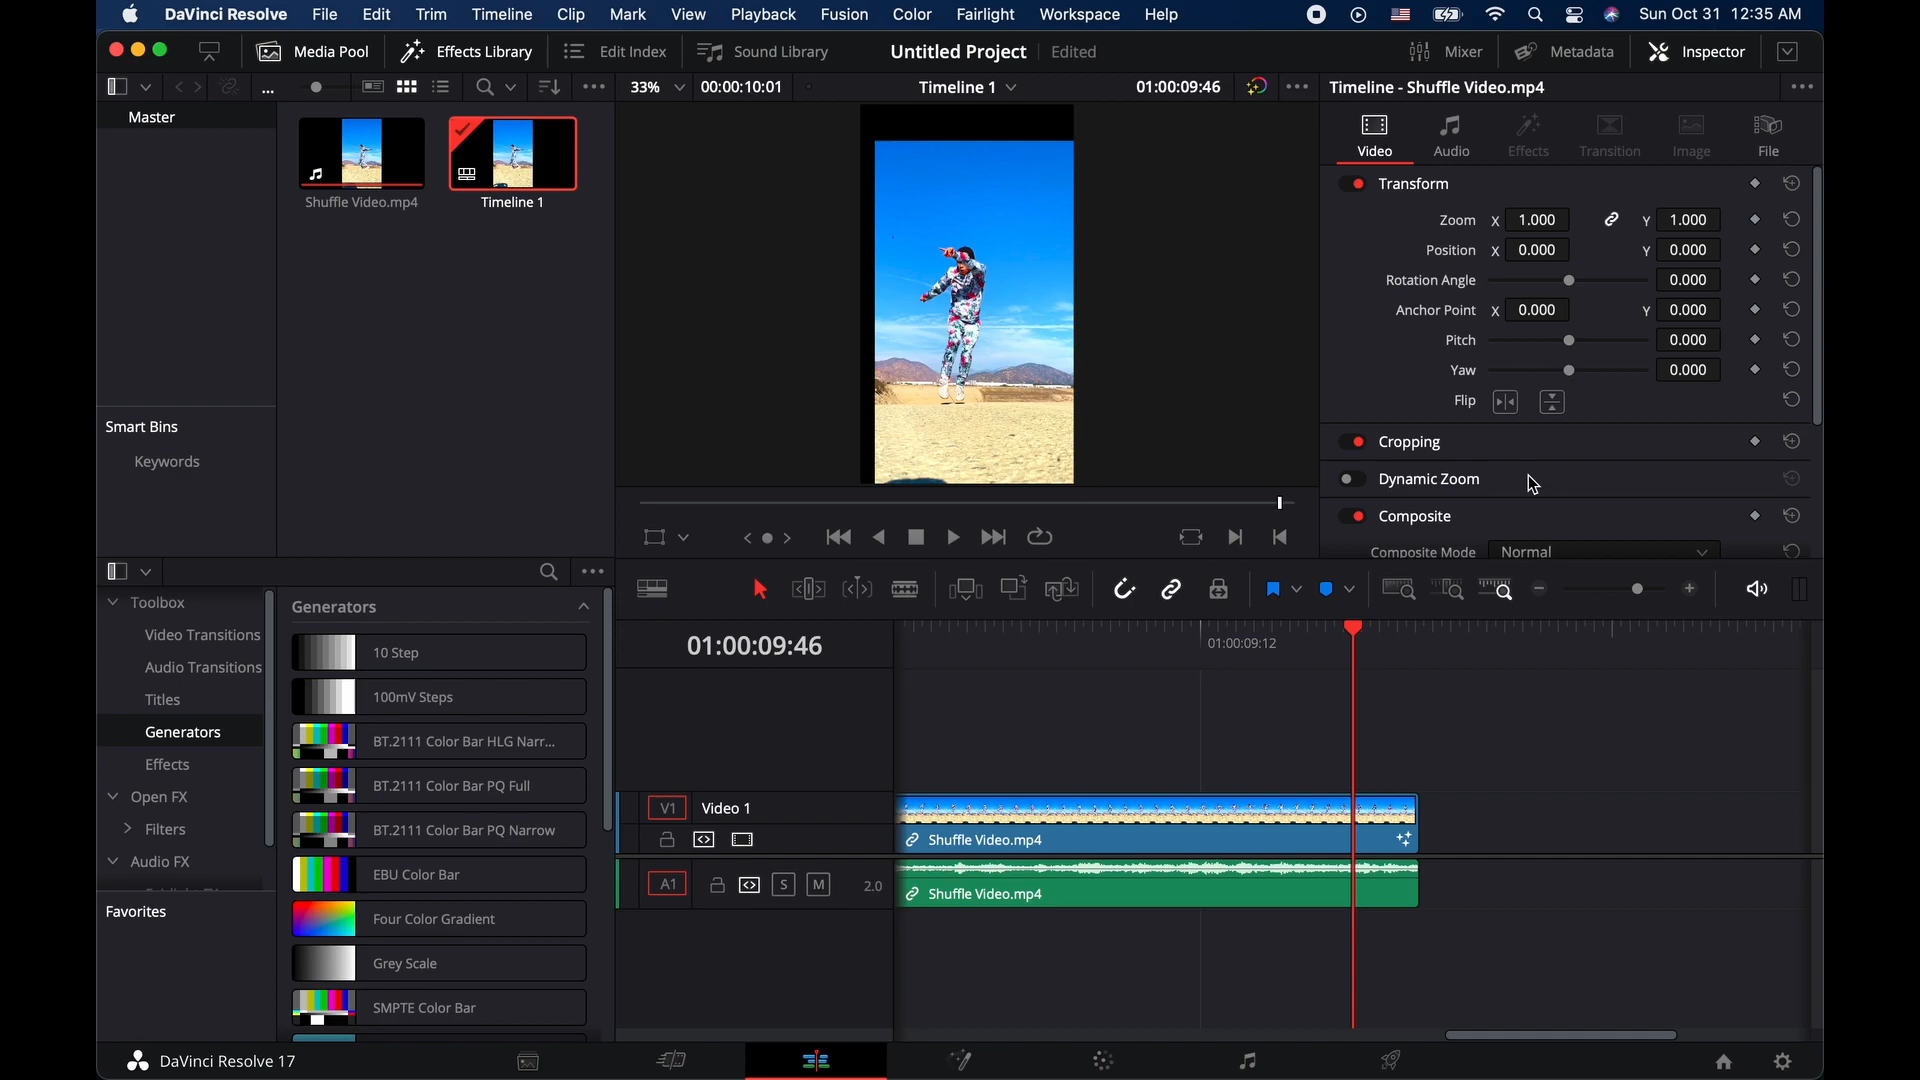 DaVinci Resolve File Edit Trim Timeline Clip Mark View Playback Fusion Color Fairlight Workspace Help Sun Oct 31 12:35 AM
Media Pool Effects Library Edit Index Sound Library Untitled Project Edited Mixer Metadata Inspector
... 33% 00:00:10:01 Timeline 1 01:00:09:46 Timeline - Shuffle Video.mp4
Master
Shuffle Video.mp4 Timeline 1
Smart Bins
Keywords
Video Audio Effects Transition Image File
Transform
Zoom X 1.000 Y 1.000
Position X 0.000 Y 0.000
Rotation Angle 0.000
Anchor Point X 0.000 Y 0.000
Pitch 0.000
Yaw 0.000
Flip
Cropping
Dynamic Zoom
Composite
Composite Mode Normal
Toolbox
Video Transitions
Audio Transitions
Titles
Generators
Effects
Open FX
Filters
Audio FX
Favorites
Generators
10 Step
100mV Steps
BT.2111 Color Bar HLG Narr...
BT.2111 Color Bar PQ Full
BT.2111 Color Bar PQ Narrow
EBU Color Bar
Four Color Gradient
Grey Scale
SMPTE Color Bar
01:00:09:46
01:00:09:12
V1 Video 1
Shuffle Video.mp4
A1 S M 2.0
Shuffle Video.mp4
DaVinci Resolve 17